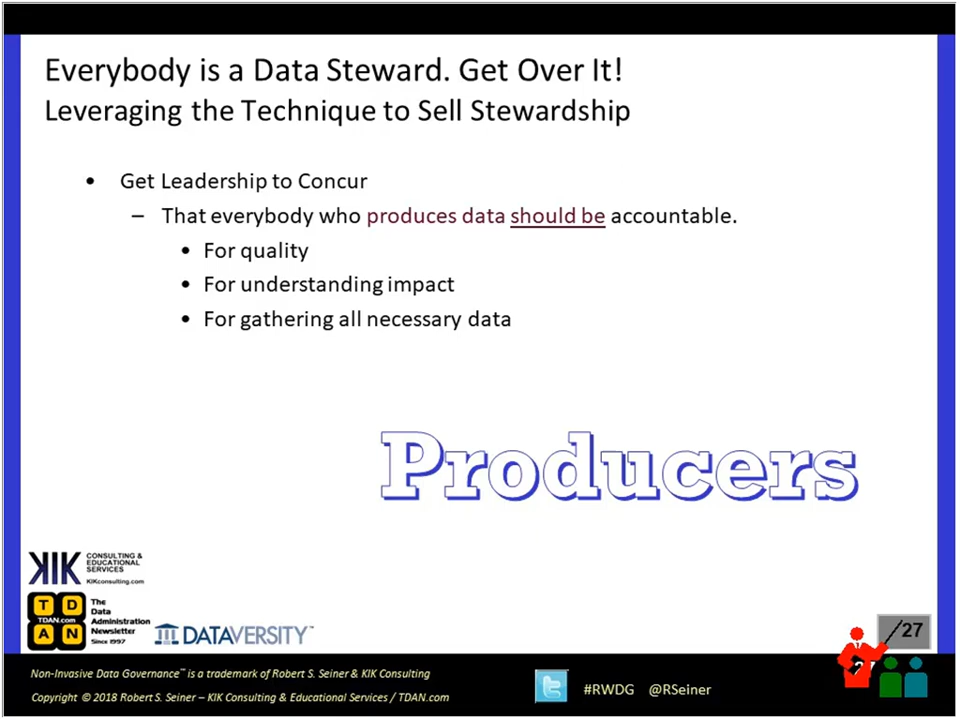 Everybody is a Data Steward. Get Over It!
Leveraging the Technique to Sell Stewardship
• Get Leadership to Concur
– That everybody who produces data should be accountable.
• For quality
• For understanding impact
• For gathering all necessary data
Producers
KIK CONSULTING & EDUCATIONAL SERVICES
KIKconsulting.com
T D
TDAN.com
A N
The
Data
Administration
Newsletter
Since 1997
DATAVERSITY™
/27
Non-Invasive Data Governance™ is a trademark of Robert S. Seiner & KIK Consulting
Copyright © 2018 Robert S. Seiner – KIK Consulting & Educational Services / TDAN.com
#RWDG @RSeiner